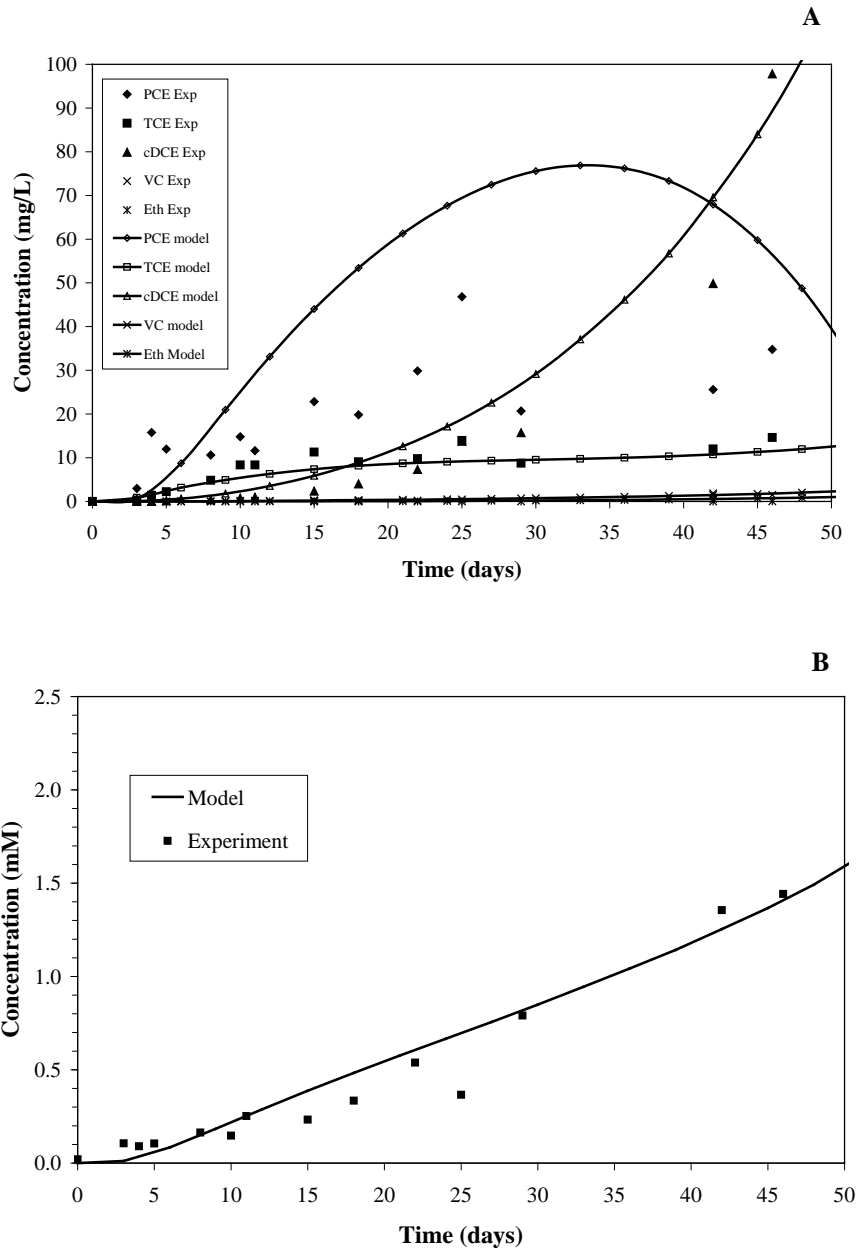 A
100
90
80
70
60
50
40
30
20
10
0
Concentration (mg/L)
PCE Exp
TCE Exp
cDCE Exp
VC Exp
Eth Exp
PCE model
TCE model
cDCE model
VC model
Eth Model
0 5 10 15 20 25 30 35 40 45 50
Time (days)
B
2.5
2.0
1.5
1.0
0.5
0.0
Concentration (mM)
Model
Experiment
0 5 10 15 20 25 30 35 40 45 50
Time (days)